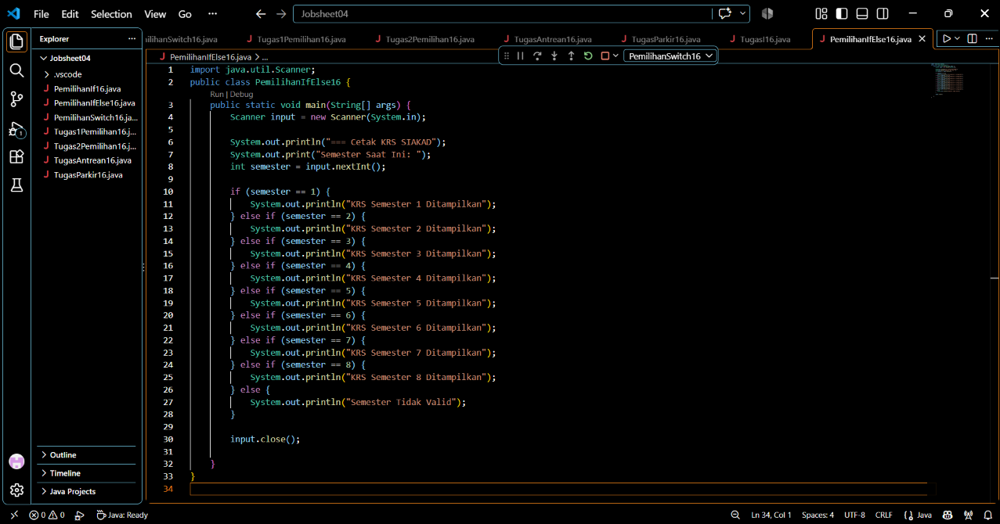 File Edit Selection View Go ··· Jobsheet04
Explorer ···
Jobsheet04
.vscode
PemilihanIf16.java
PemilihanIfElse16.java
PemilihanSwitch16.ja...
Tugas1Pemilihan16.j...
Tugas2Pemilihan16.j...
TugasAntrean16.java
TugasParkir16.java
Outline
Timeline
Java Projects
ilihanSwitch16.java Tugas1Pemilihan16.java Tugas2Pemilihan16.java TugasAntrean16.java TugasParkir16.java TugasI16.java PemilihanIfElse16.java
PemilihanIfElse16.java > ...
PemilihanSwitch16
1 import java.util.Scanner;
2 public class PemilihanIfElse16 {
Run | Debug
3 public static void main(String[] args) {
4 Scanner input = new Scanner(System.in);
5
6 System.out.println("=== Cetak KRS SIAKAD");
7 System.out.print("Semester Saat Ini: ");
8 int semester = input.nextInt();
9
10 if (semester == 1) {
11 System.out.println("KRS Semester 1 Ditampilkan");
12 } else if (semester == 2) {
13 System.out.println("KRS Semester 2 Ditampilkan");
14 } else if (semester == 3) {
15 System.out.println("KRS Semester 3 Ditampilkan");
16 } else if (semester == 4) {
17 System.out.println("KRS Semester 4 Ditampilkan");
18 } else if (semester == 5) {
19 System.out.println("KRS Semester 5 Ditampilkan");
20 } else if (semester == 6) {
21 System.out.println("KRS Semester 6 Ditampilkan");
22 } else if (semester == 7) {
23 System.out.println("KRS Semester 7 Ditampilkan");
24 } else if (semester == 8) {
25 System.out.println("KRS Semester 8 Ditampilkan");
26 } else {
27 System.out.println("Semester Tidak Valid");
28 }
29
30 input.close();
31
32 }
33 }
34
1
0 0 Java: Ready Ln 34, Col 1 Spaces: 4 UTF-8 CRLF {} Java